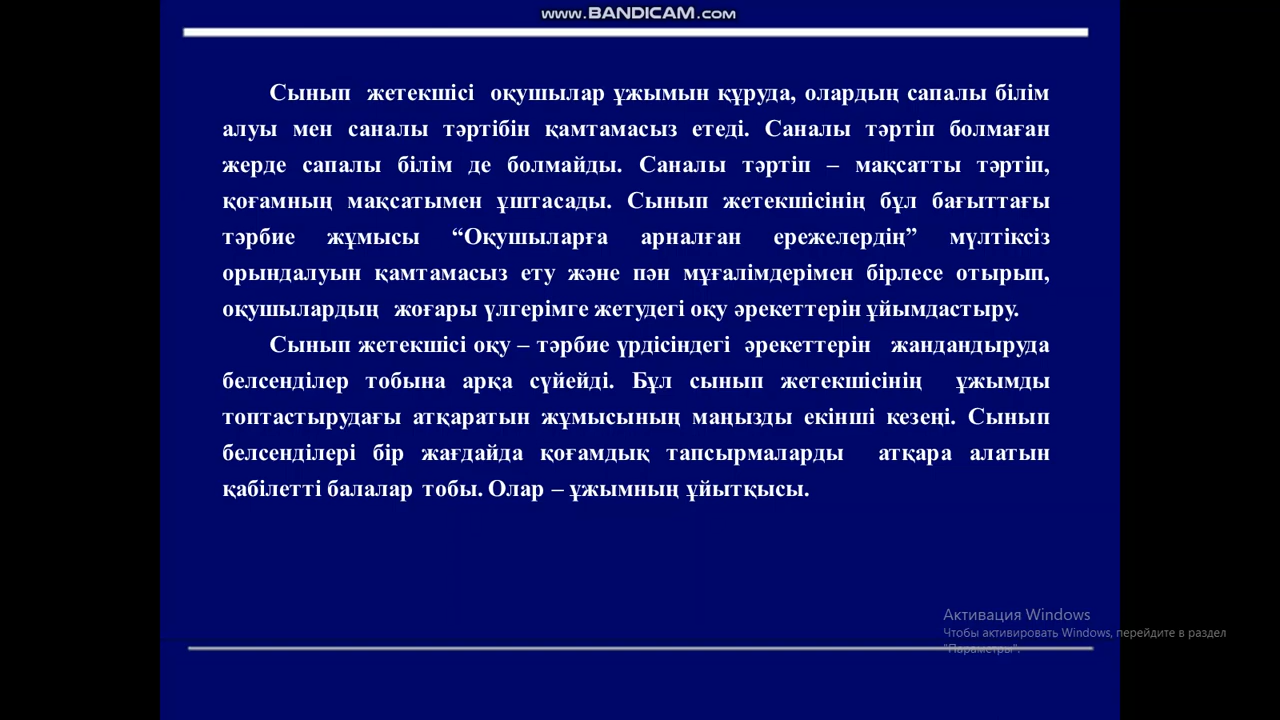 www.BANDICAM.com
Сынып жетекшісі оқушылар ұжымын құруда, олардың сапалы білім
алуы мен саналы тәртібін қамтамасыз етеді. Саналы тәртіп болмаған
жерде сапалы білім де болмайды. Саналы тәртіп – мақсатты тәртіп,
қоғамның мақсатымен ұштасады. Сынып жетекшісінің бұл бағыттағы
тәрбие жұмысы “Оқушыларға арналған ережелердің” мүлтіксіз
орындалуын қамтамасыз ету және пән мұғалімдерімен бірлесе отырып,
оқушылардың жоғары үлгерімге жетудегі оқу әрекеттерін ұйымдастыру.
Сынып жетекшісі оқу – тәрбие үрдісіндегі әрекеттерін жандандыруда
белсенділер тобына арқа сүйейді. Бұл сынып жетекшісінің ұжымды
топтастырудағы атқаратын жұмысының маңызды екінші кезеңі. Сынып
белсенділері бір жағдайда қоғамдық тапсырмаларды атқара алатын
қабілетті балалар тобы. Олар – ұжымның ұйытқысы.
Активация Windows
Чтобы активировать Windows, перейдите в раздел
"Параметры".